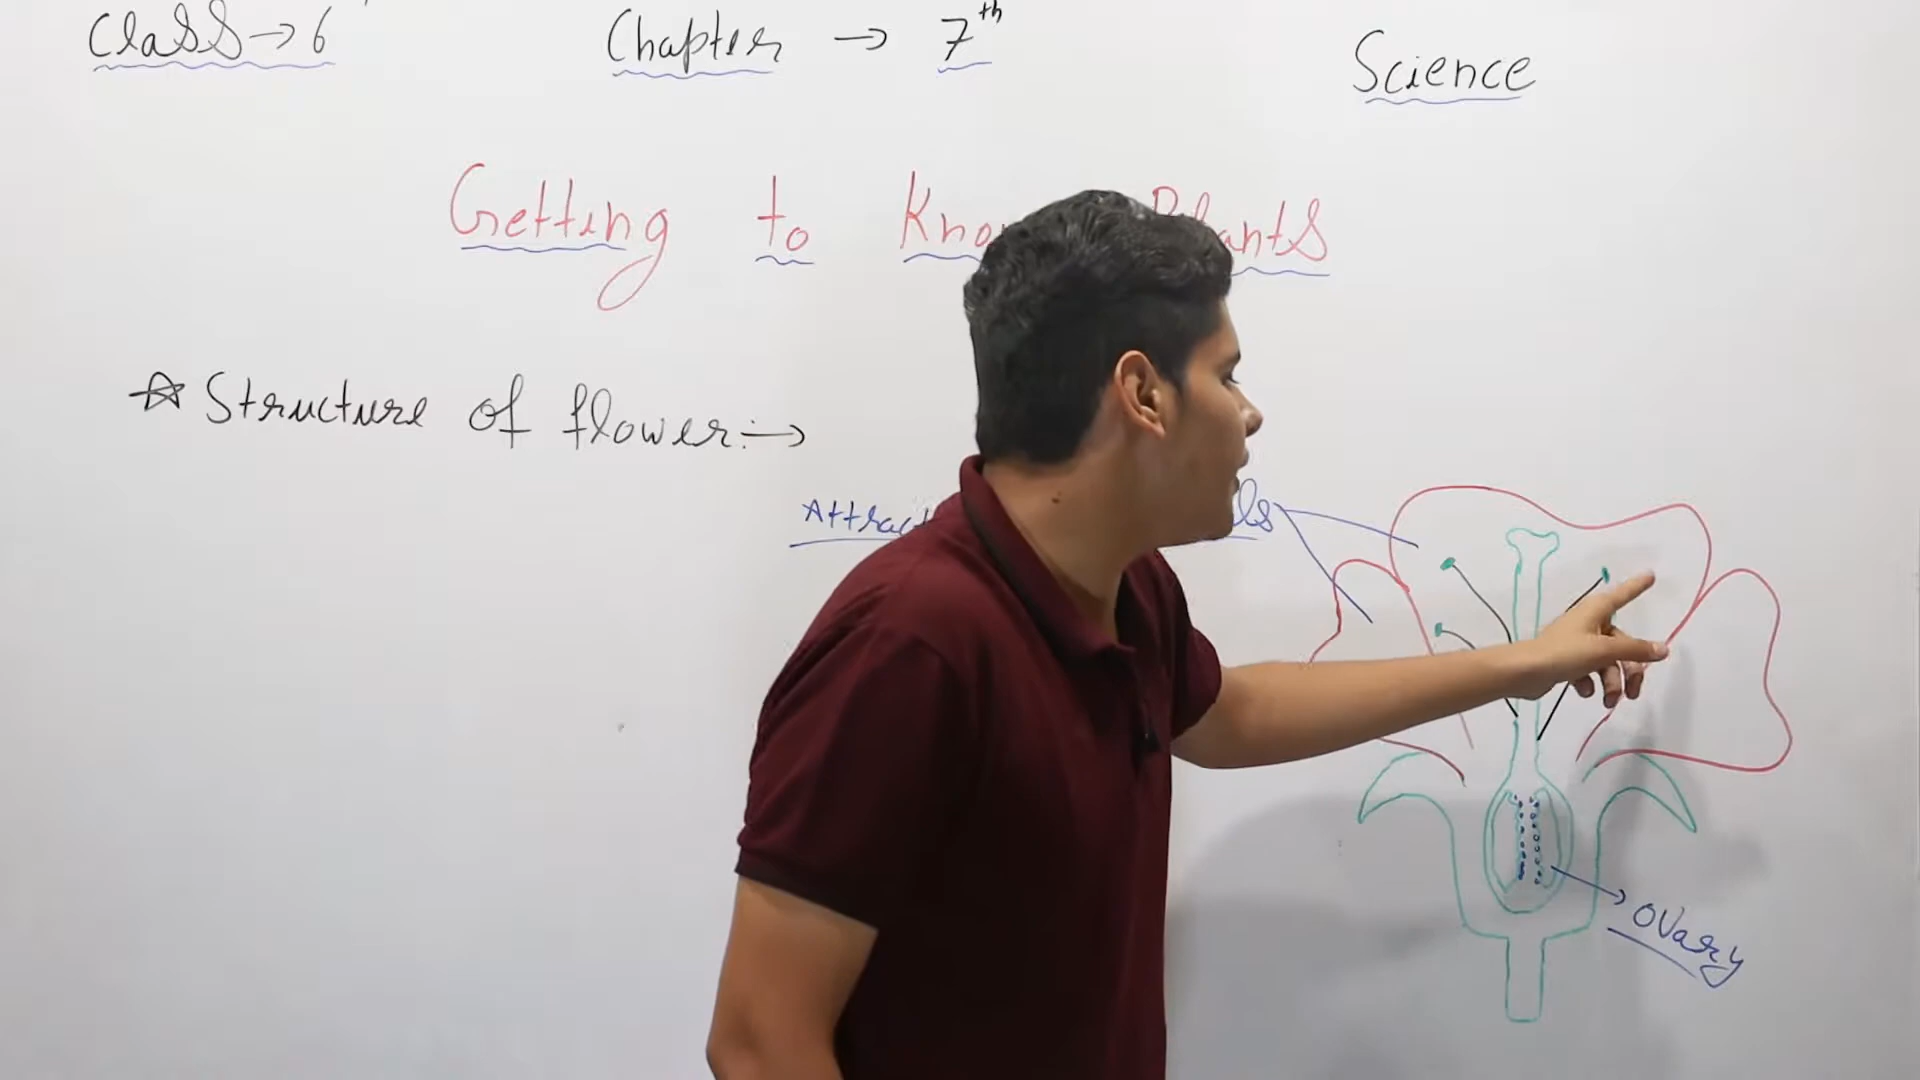 Class → 6
Chapter → 7th
Science
Getting to
☆ Structure of flower :→
ovary